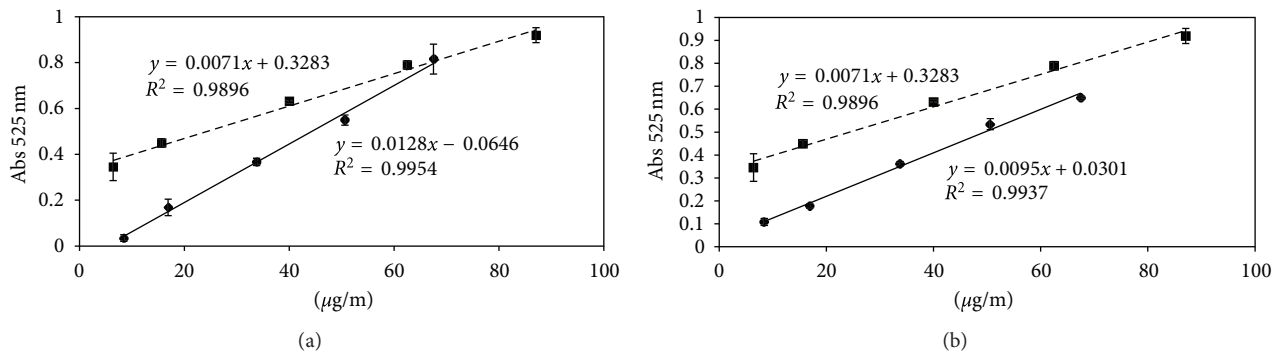 1
0.8
0.6
0.4
0.2
0
Abs 525 nm
y = 0.0071x + 0.3283
R² = 0.9896
y = 0.0128x − 0.0646
R² = 0.9954
0 20 40 60 80 100
(μg/m)
(a)
1
0.9
0.8
0.7
0.6
0.5
0.4
0.3
0.2
0.1
0
Abs 525 nm
y = 0.0071x + 0.3283
R² = 0.9896
y = 0.0095x + 0.0301
R² = 0.9937
0 20 40 60 80 100
(μg/m)
(b)